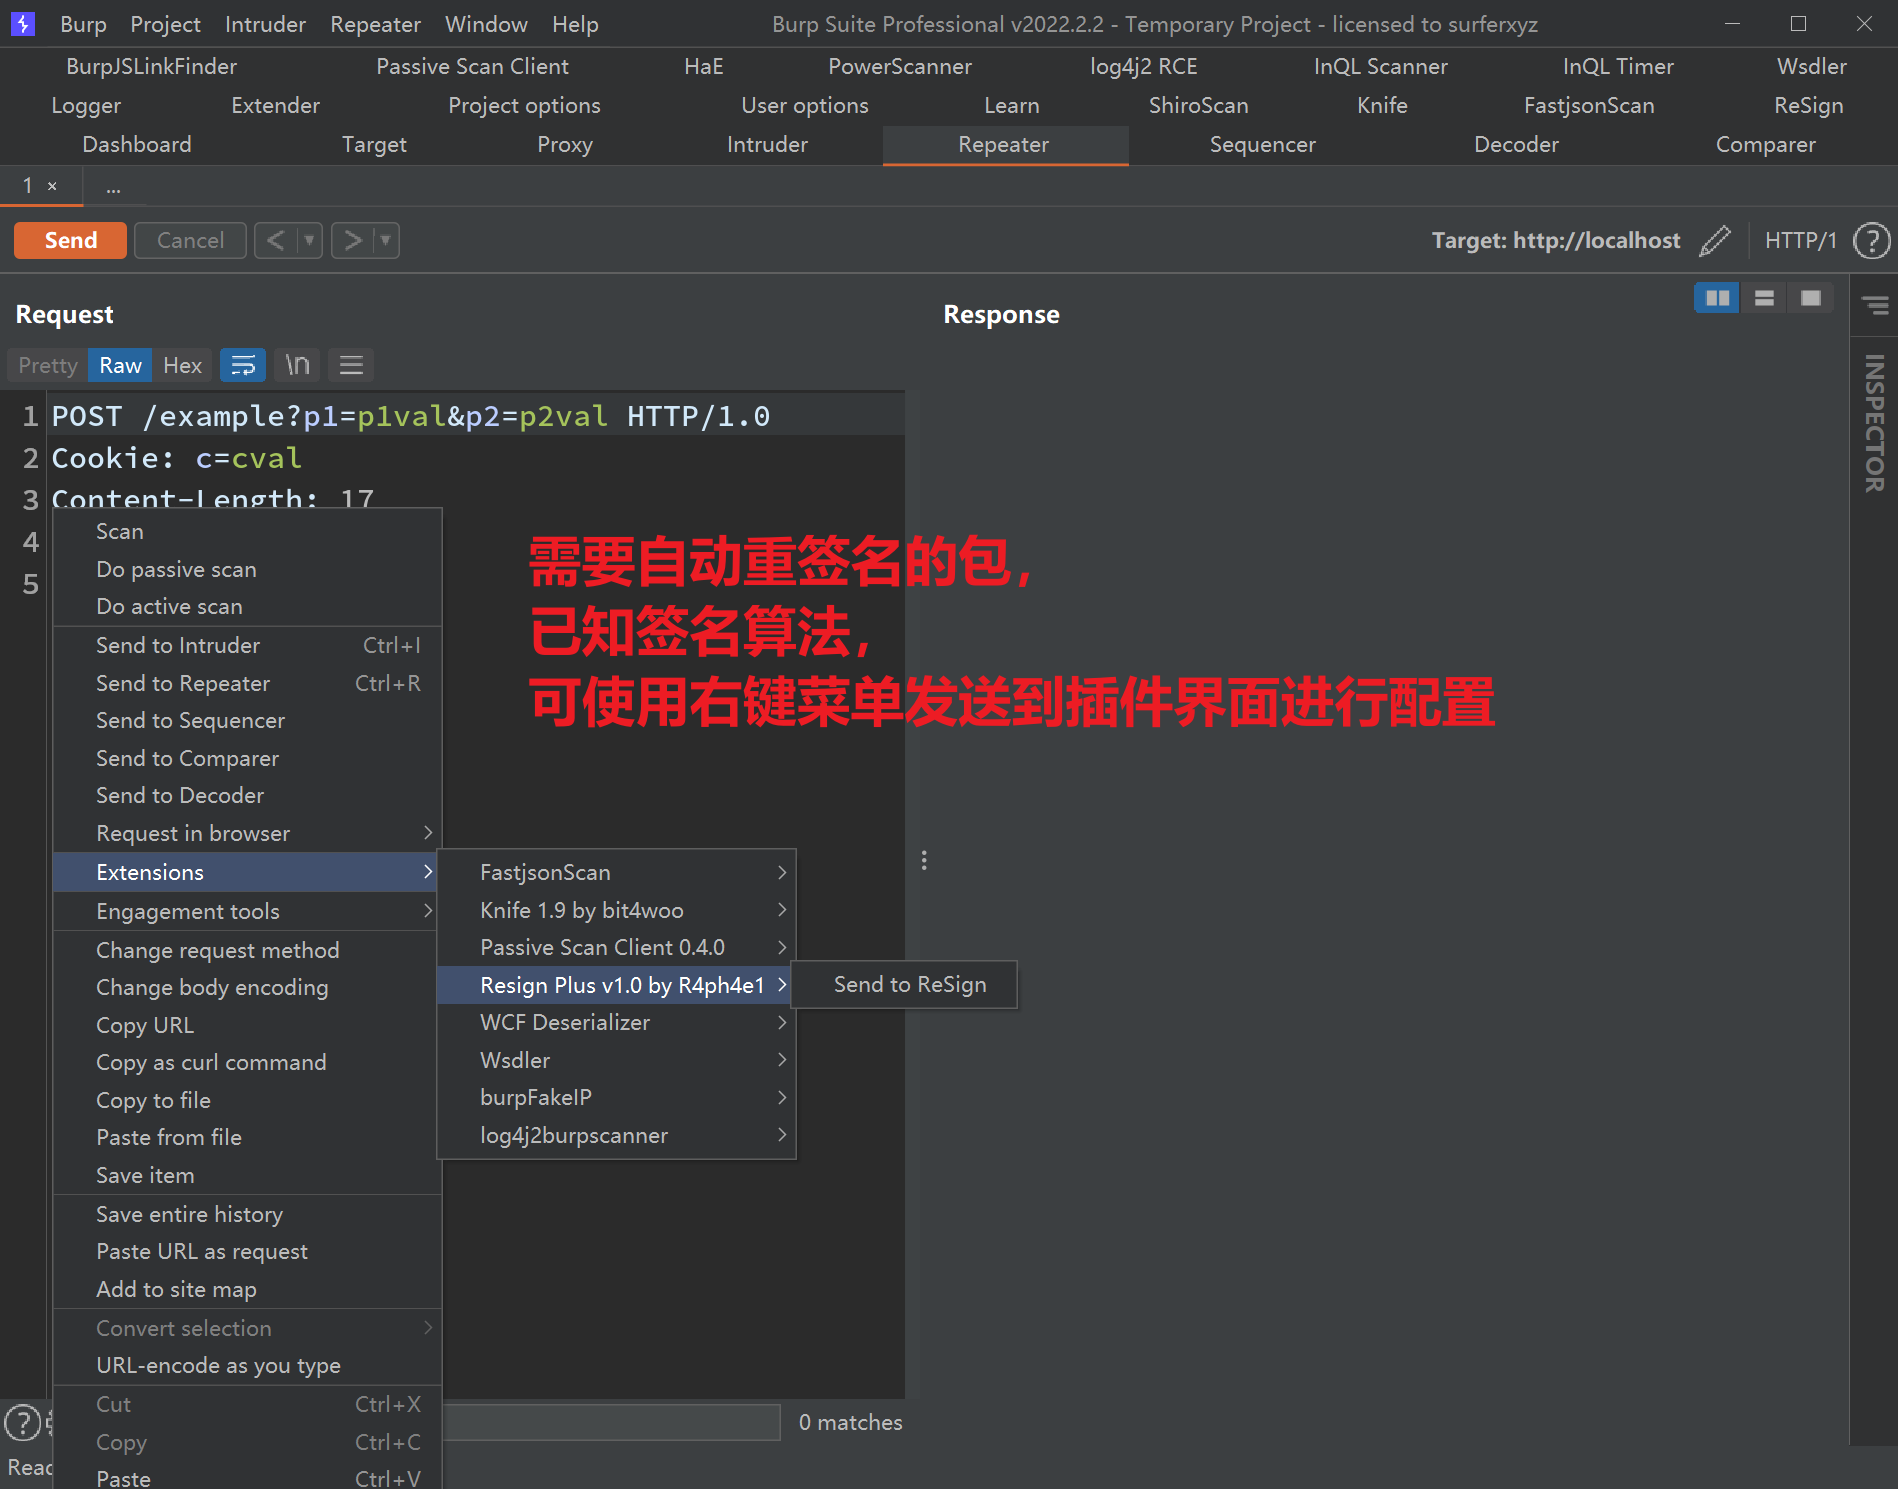 Burp Project Intruder Repeater Window Help Burp Suite Professional v2022.2.2 - Temporary Project - licensed to surferxyz
BurpJSLinkFinder Passive Scan Client HaE PowerScanner log4j2 RCE InQL Scanner InQL Timer Wsdler
Logger Extender Project options User options Learn ShiroScan Knife FastjsonScan ReSign
Dashboard Target Proxy Intruder Repeater Sequencer Decoder Comparer
1 × ...
Send Cancel < > Target: http://localhost HTTP/1 ?
Request
Response
Pretty Raw Hex \n
INSPECTOR
1 POST /example?p1=p1val&p2=p2val HTTP/1.0
2 Cookie: c=cval
3 Content-Length: 17
4
5
需要自动重签名的包,
已知签名算法,
可使用右键菜单发送到插件界面进行配置
Scan
Do passive scan
Do active scan
Send to Intruder Ctrl+I
Send to Repeater Ctrl+R
Send to Sequencer
Send to Comparer
Send to Decoder
Request in browser
Extensions
Engagement tools
Change request method
Change body encoding
Copy URL
Copy as curl command
Copy to file
Paste from file
Save item
Save entire history
Paste URL as request
Add to site map
Convert selection
URL-encode as you type
Cut Ctrl+X
Copy Ctrl+C
Paste Ctrl+V
FastjsonScan
Knife 1.9 by bit4woo
Passive Scan Client 0.4.0
Resign Plus v1.0 by R4ph4e1
WCF Deserializer
Wsdler
burpFakeIP
log4j2burpscanner
Send to ReSign
? 0 matches
Read